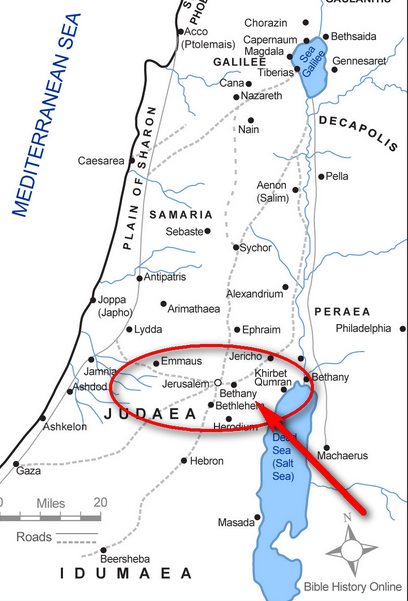 GAULANITIS
Chorazin
Acco
(Ptolemais)
Capernaum
Bethsaida
Magdala
GALILEE
Sea
Galilee
Gennesaret
Tiberias
Cana
Nazareth
MEDITERRANEAN SEA
Nain
DECAPOLIS
PLAIN OF SHARON
Caesarea
Pella
Aenon
(Salim)
SAMARIA
Sebaste
Sychor
Antipatris
Alexandrium
Joppa
(Japho)
Arimathaea
PERAEA
Lydda
Ephraim
Philadelphia
Jericho
Emmaus
Jamnia
Khirbet
Qumran
Bethany
Jerusalem
Ashdod
Bethany
Bethlehem
JUDAEA
Herodium
Ashkelon
Dead
Sea
(Salt
Sea)
Machaerus
Hebron
Gaza
Miles
0
20
Roads
Masada
N
Beersheba
IDUMAEA
Bible History Online